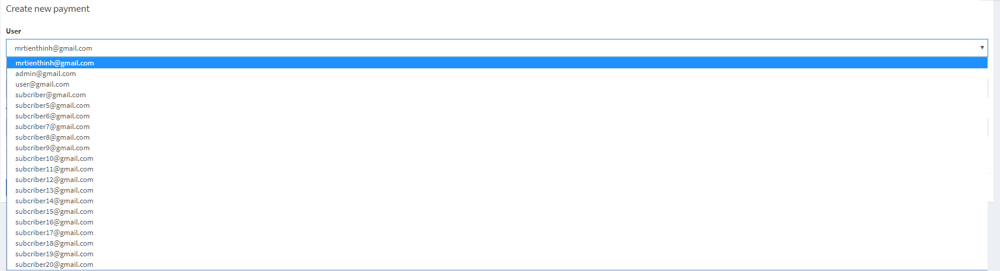 Create new payment
User
mrtienthinh@gmail.com
mrtienthinh@gmail.com
admin@gmail.com
user@gmail.com
subcriber@gmail.com
subcriber5@gmail.com
subcriber6@gmail.com
subcriber7@gmail.com
subcriber8@gmail.com
subcriber9@gmail.com
subcriber10@gmail.com
subcriber11@gmail.com
subcriber12@gmail.com
subcriber13@gmail.com
subcriber14@gmail.com
subcriber15@gmail.com
subcriber16@gmail.com
subcriber17@gmail.com
subcriber18@gmail.com
subcriber19@gmail.com
subcriber20@gmail.com